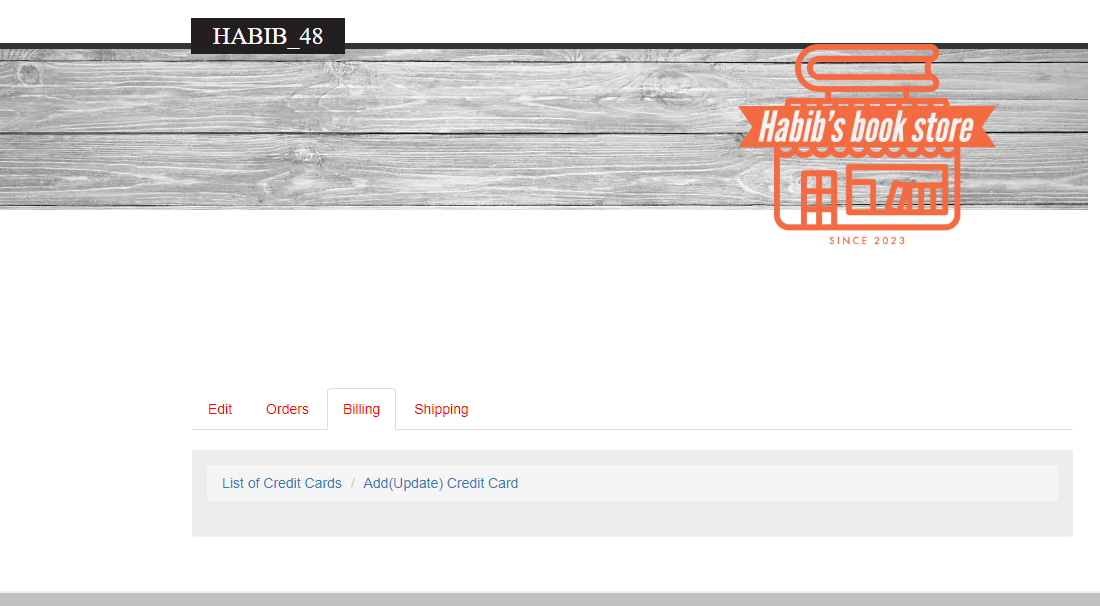 HABIB_48
Habib's book store
SINCE 2023
Edit Orders Billing Shipping
List of Credit Cards / Add(Update) Credit Card